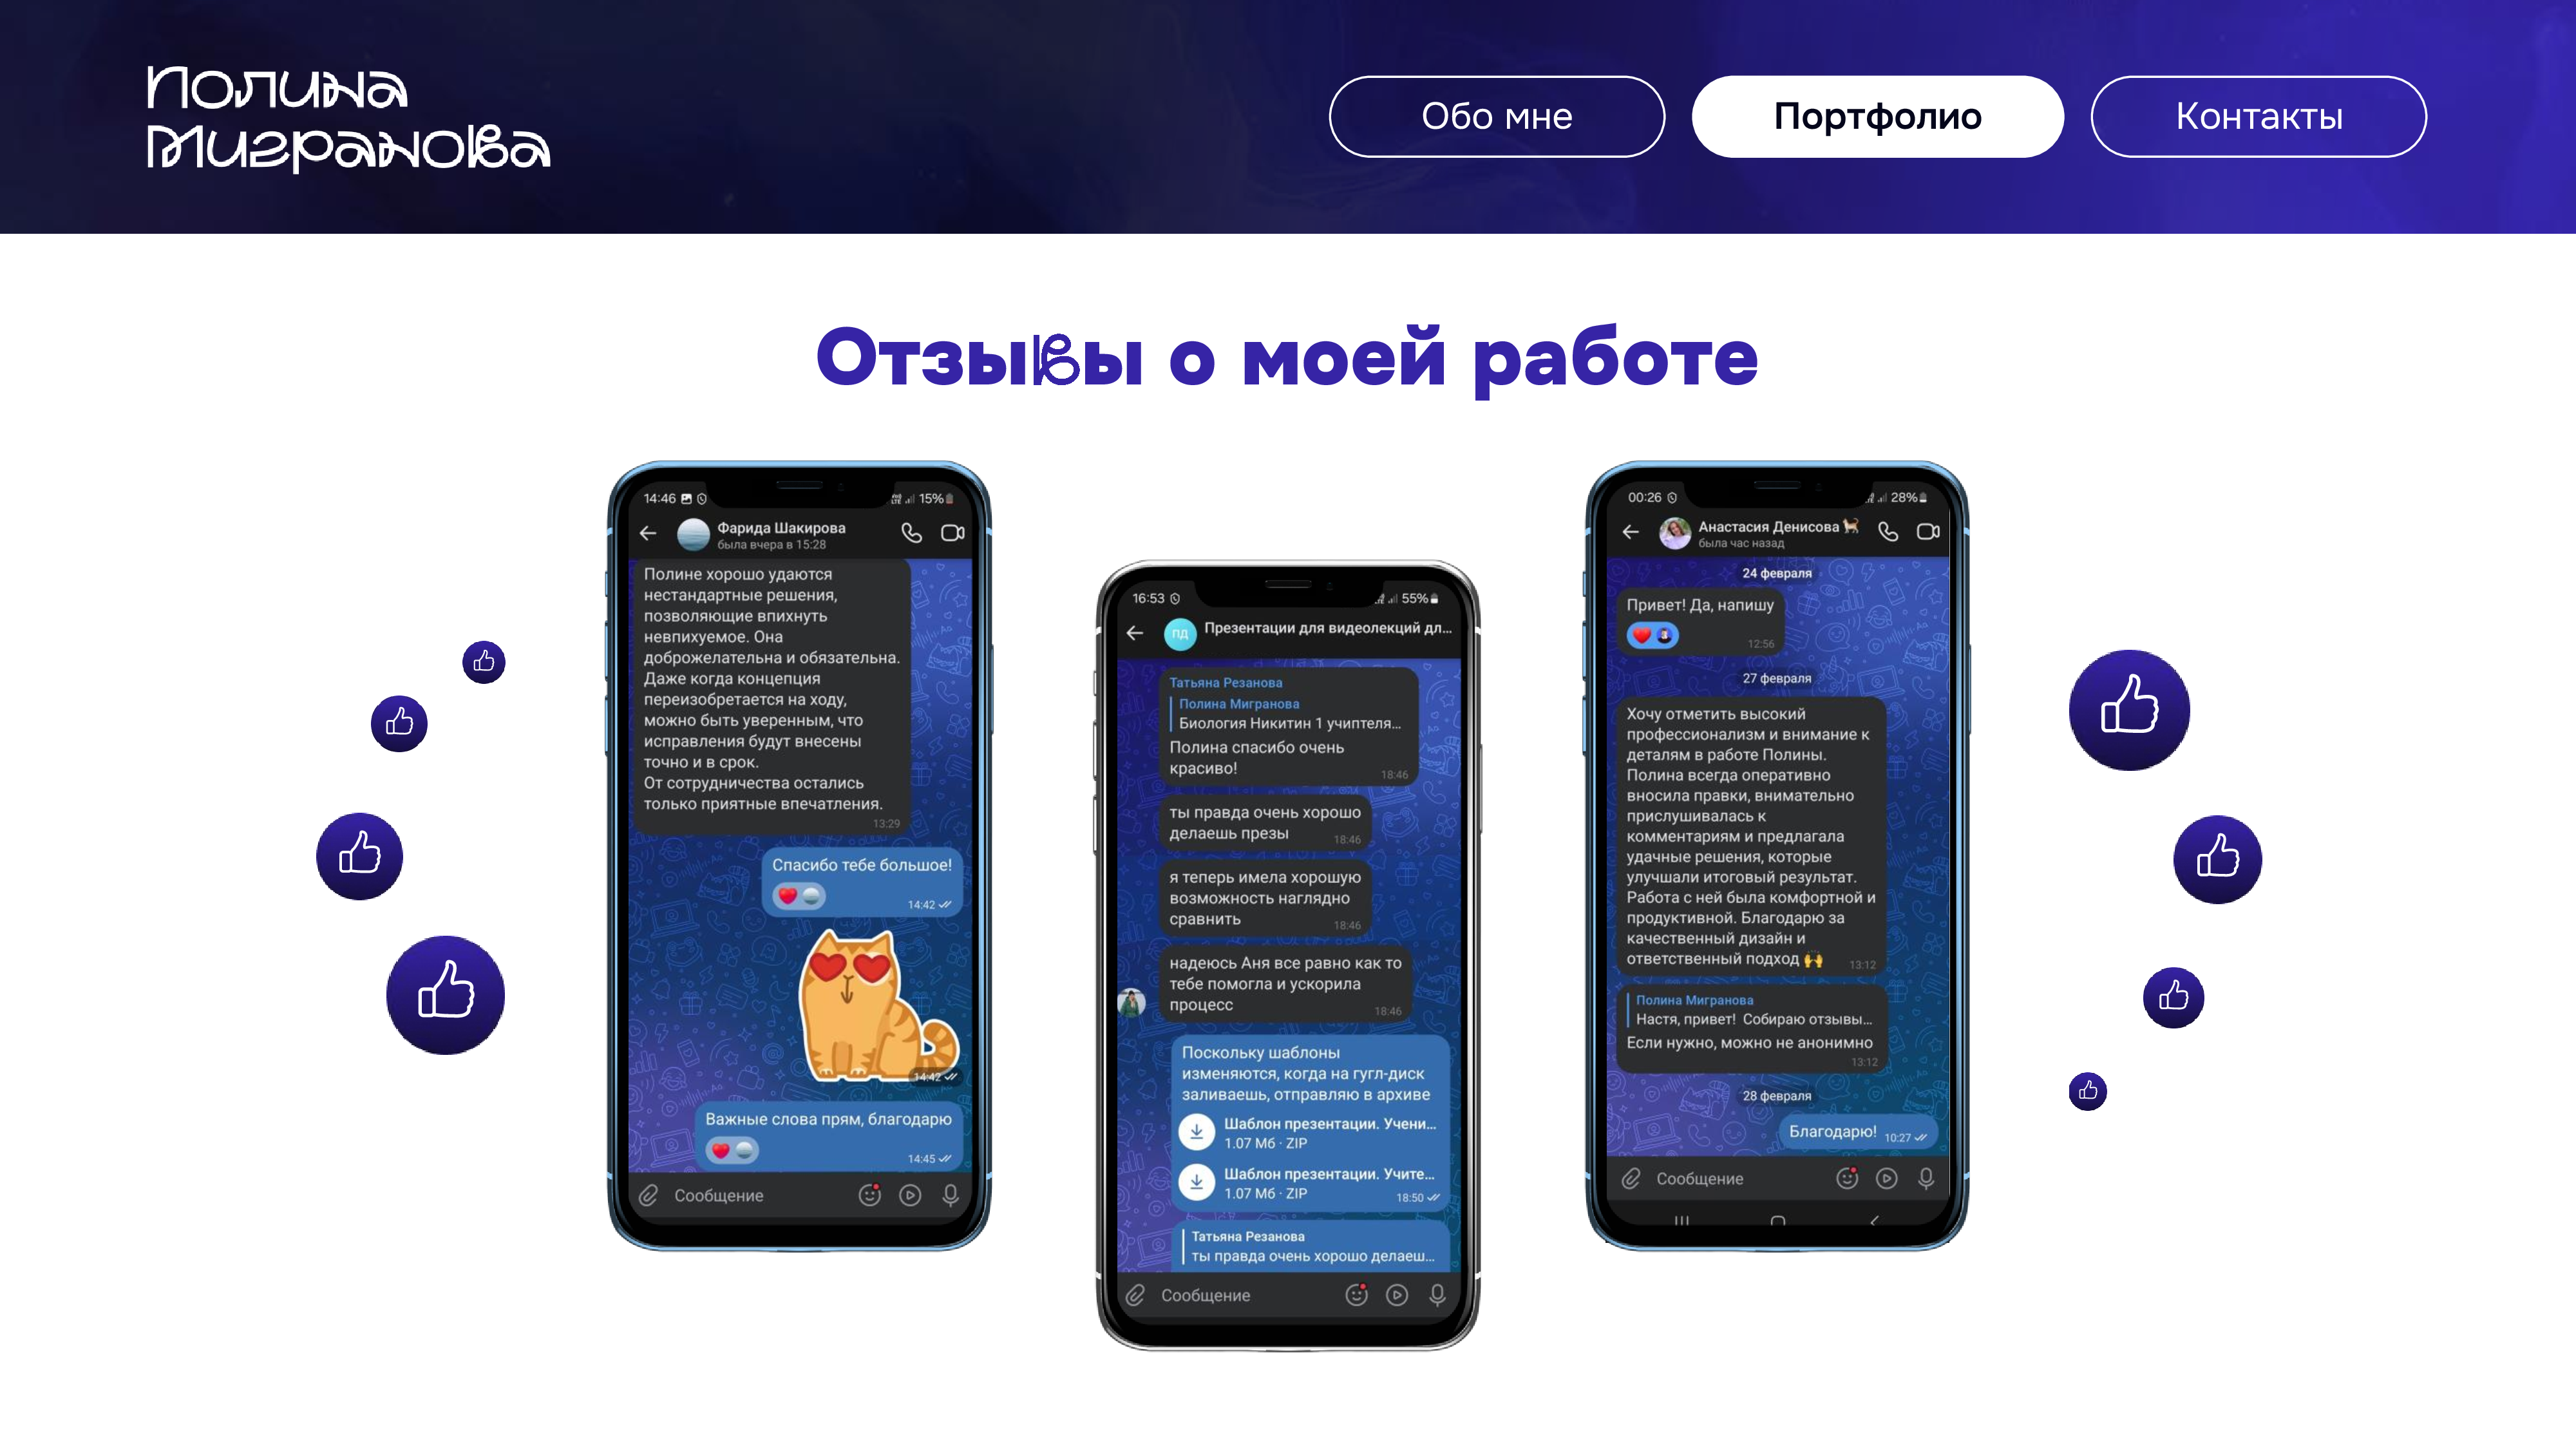 Полина
Мигранова
Обо мне
Портфолио
Контакты
Отзывы о моей работе
14:46
15%
Фарида Шакирова
была вчера в 15:28
Полине хорошо удаются
нестандартные решения,
позволяющие впихнуть
невпихуемое. Она
доброжелательна и обязательна.
Даже когда концепция
переизобретается на ходу,
можно быть уверенным, что
исправления будут внесены
точно и в срок.
От сотрудничества остались
только приятные впечатления.
13:29
Спасибо тебе большое!
14:42
14:42
Важные слова прям, благодарю
14:45
Сообщение
16:53
55%
ПД
Презентации для видеолекций дл...
Татьяна Резанова
Полина Мигранова
Биология Никитин 1 учиптеля...
Полина спасибо очень
красиво!
18:46
ты правда очень хорошо
делаешь презы
18:46
я теперь имела хорошую
возможность наглядно
сравнить
18:46
надеюсь Аня все равно как то
тебе помогла и ускорила
процесс
18:46
Поскольку шаблоны
изменяются, когда на гугл-диск
заливаешь, отправляю в архиве
Шаблон презентации. Учени...
1.07 Мб · ZIP
Шаблон презентации. Учите...
1.07 Мб · ZIP
18:50
Татьяна Резанова
ты правда очень хорошо делаеш...
Сообщение
00:26
28%
Анастасия Денисова 🐈
была час назад
24 февраля
Привет! Да, напишу
12:56
27 февраля
Хочу отметить высокий
профессионализм и внимание к
деталям в работе Полины.
Полина всегда оперативно
вносила правки, внимательно
прислушивалась к
комментариям и предлагала
удачные решения, которые
улучшали итоговый результат.
Работа с ней была комфортной и
продуктивной. Благодарю за
качественный дизайн и
ответственный подход 🙌
13:12
Полина Мигранова
Настя, привет! Собираю отзывы...
Если нужно, можно не анонимно
13:12
28 февраля
Благодарю!
10:27
Сообщение